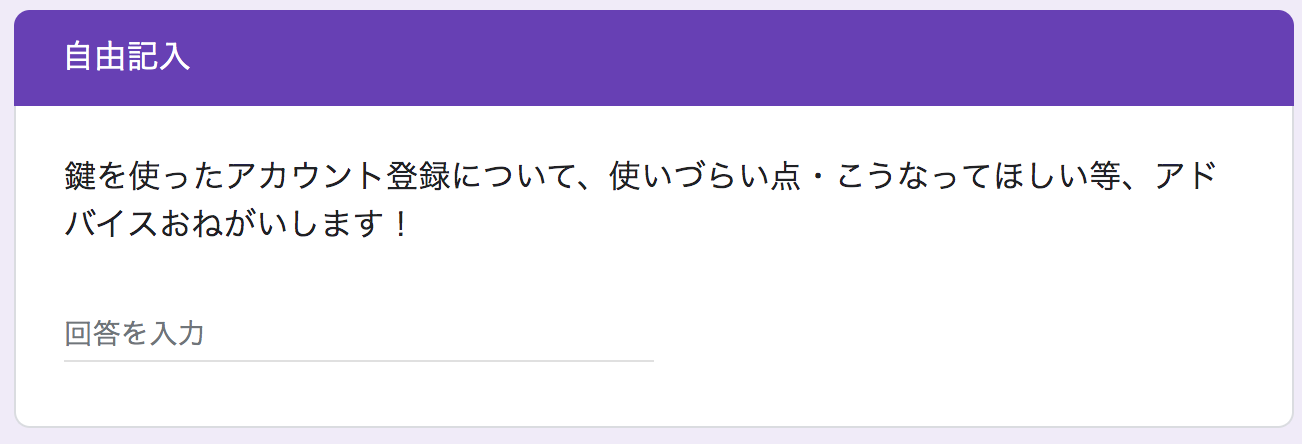 自由記入
鍵を使ったアカウント登録について、使いづらい点・こうなってほしい等、アド
バイスおねがいします！
回答を入力